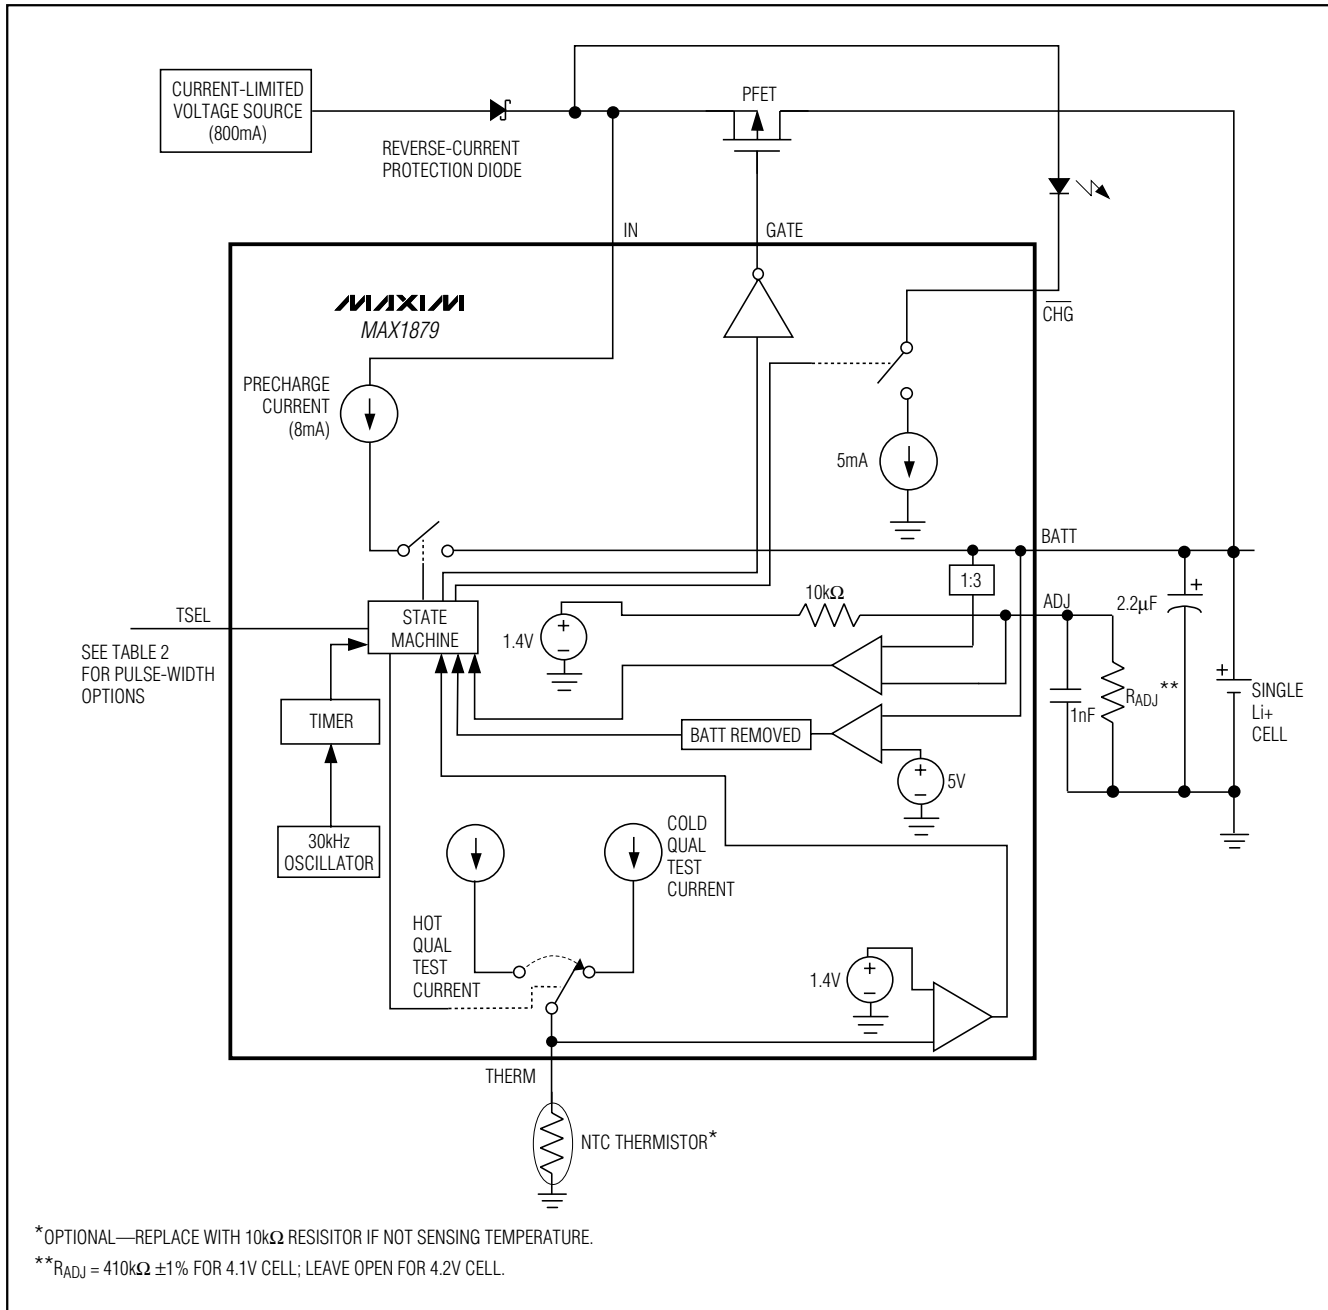 CURRENT-LIMITED
VOLTAGE SOURCE
(800mA)
REVERSE-CURRENT
PROTECTION DIODE
PFET
IN
GATE
MAXIM
MAX1879
CHG
PRECHARGE
CURRENT
(8mA)
5mA
BATT
1:3
TSEL
STATE
MACHINE
1.4V
+
−
10kΩ
ADJ
2.2µF
+
SEE TABLE 2
FOR PULSE-WIDTH
OPTIONS
TIMER
BATT REMOVED
1nF
RADJ**
+
SINGLE
Li+
CELL
+
−
5V
30kHz
OSCILLATOR
COLD
QUAL
TEST
CURRENT
HOT
QUAL
TEST
CURRENT
1.4V
+
−
THERM
NTC THERMISTOR*
*OPTIONAL—REPLACE WITH 10kΩ RESISITOR IF NOT SENSING TEMPERATURE.
**RADJ = 410kΩ ±1% FOR 4.1V CELL; LEAVE OPEN FOR 4.2V CELL.